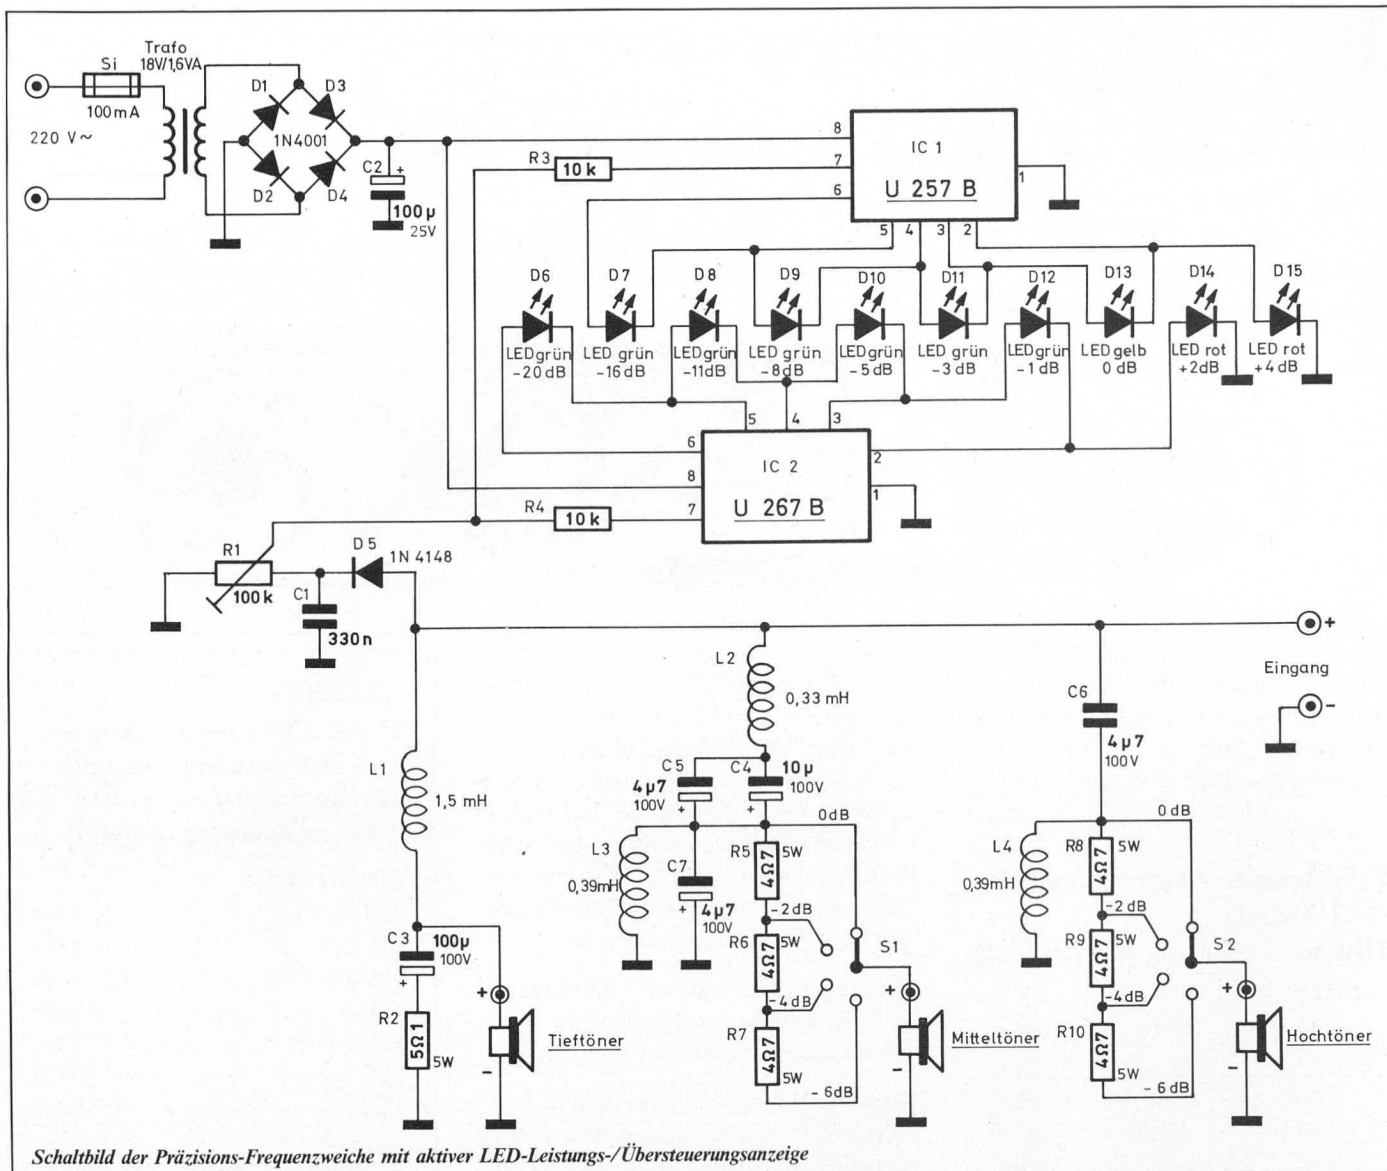 Trafo
18V/1,6VA
Si
100mA
220 V~
D1
D3
1N4001
D2
D4
C2
+
100µ
25V
R3
10k
8
7
6
IC 1
U 257 B
1
5
4
3
2
D6
D7
D8
D9
D10
D11
D12
D13
D14
D15
LED grün
-20dB
LED grün
-16dB
LED grün
-11dB
LED grün
-8dB
LED grün
-5dB
LED grün
-3dB
LED grün
-1dB
LED gelb
0dB
LED rot
+2dB
LED rot
+4dB
5
4
3
6
8
7
IC 2
U 267 B
2
1
R4
10k
R1
100k
D5
1N 4148
C1
330n
L2
0,33 mH
+
Eingang
-
C6
4µ7
100V
L1
1,5 mH
C5
4µ7
100V
+
C4
10µ
100V
+
0dB
L3
0,39mH
C7
4µ7
100V
+
R5
4Ω7
5W
-2dB
R6
4Ω7
5W
S1
-4dB
R7
4Ω7
5W
-6dB
+
-
Mitteltöner
0dB
L4
0,39mH
R8
4Ω7
5W
-2dB
R9
4Ω7
5W
S2
-4dB
R10
4Ω7
5W
-6dB
+
-
Hochtöner
C3
100µ
100V
+
R2
5Ω1
5W
+
-
Tieftöner
Schaltbild der Präzisions-Frequenzweiche mit aktiver LED-Leistungs-/Übersteuerungsanzeige